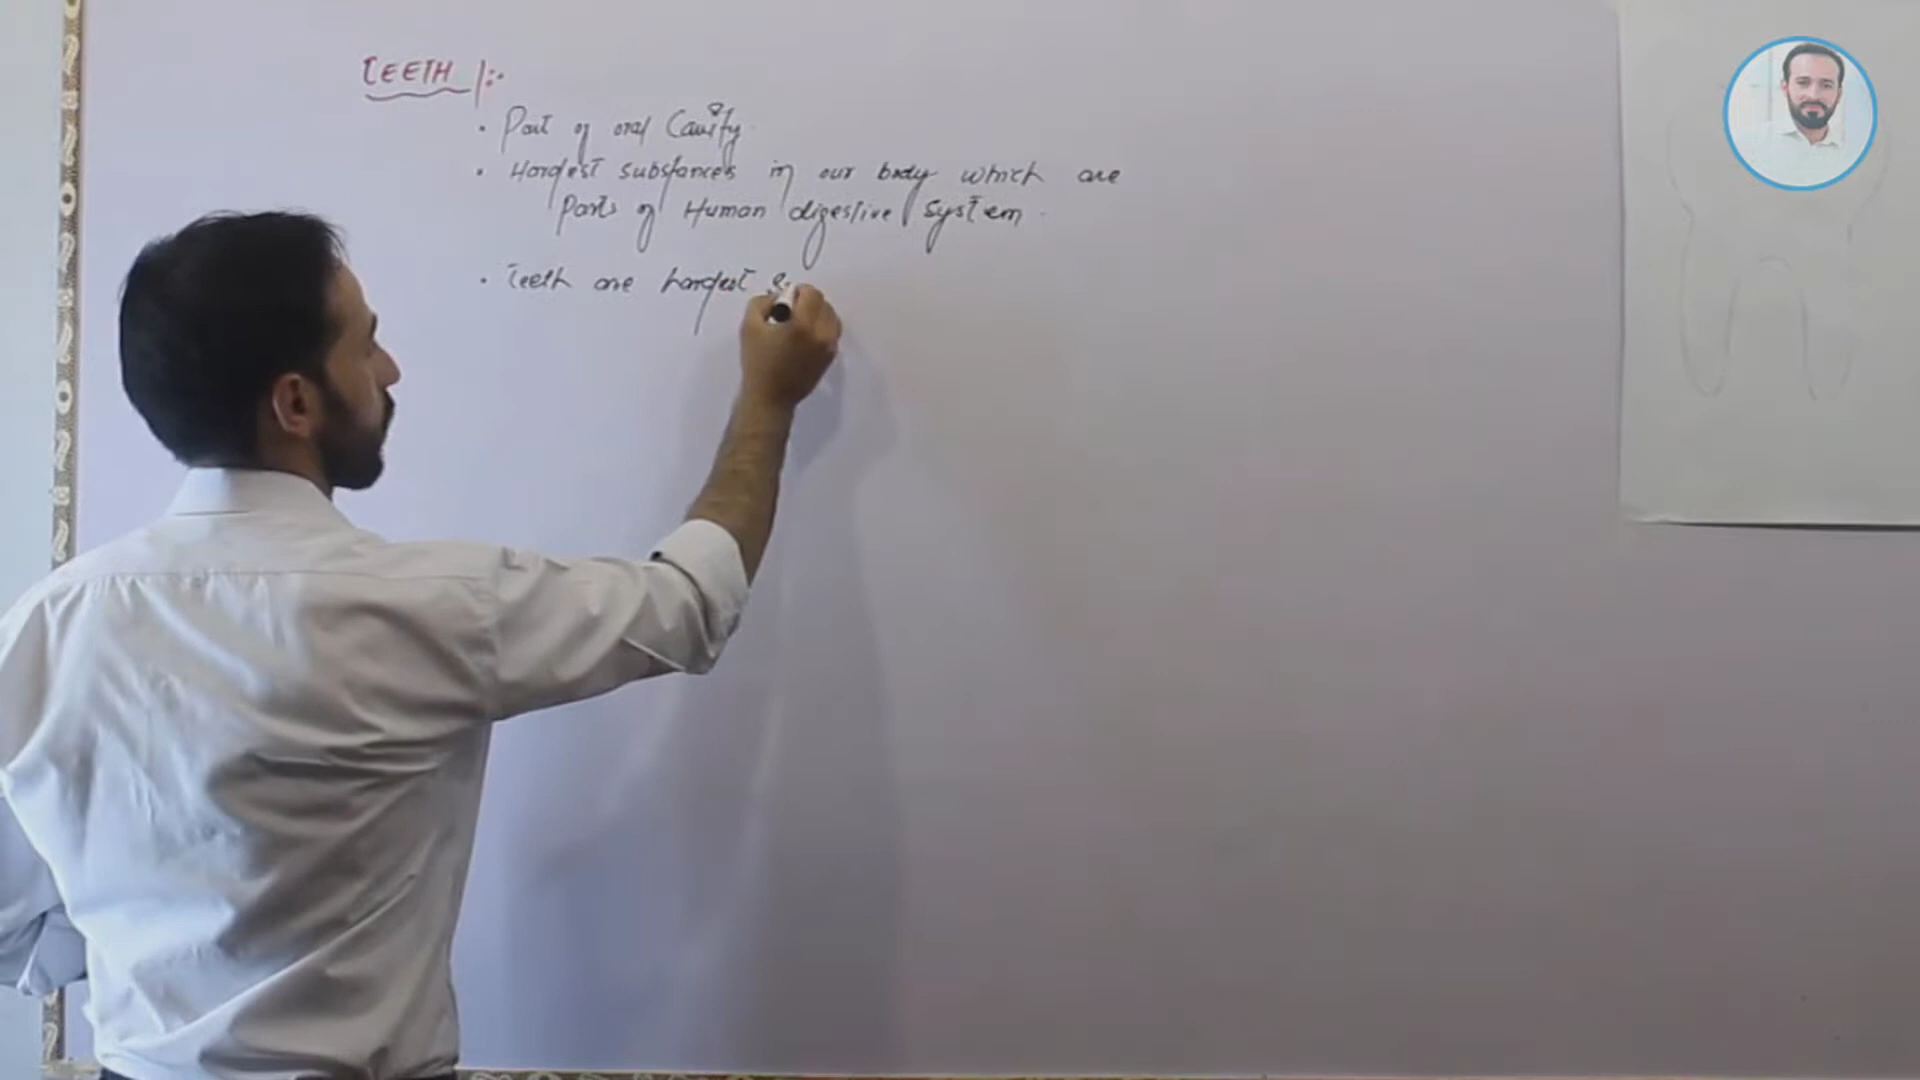 TEETH :-
• Part of oral Cavity.
• Hardest substances in our body which are
Parts of Human digestive system.
• Teeth are hardest &